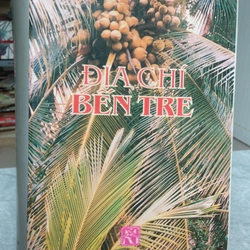 ĐỊA CHÍ
BẾN TRE